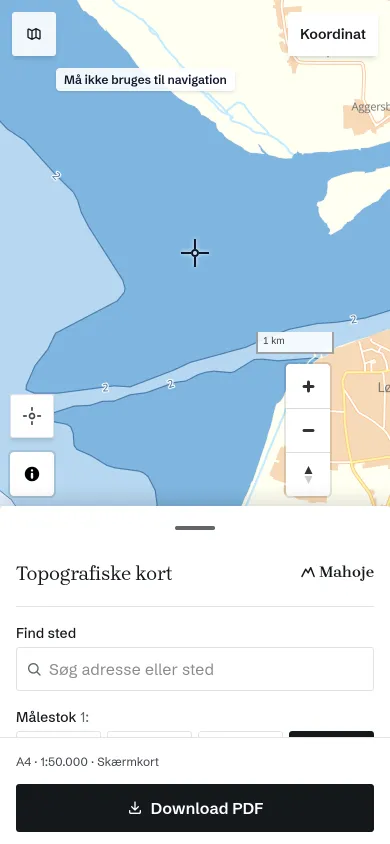 Koordinat
Må ikke bruges til navigation
Aggersb
2
2
1 km
2
2
Lø
Topografiske kort
Mahoje
Find sted
Søg adresse eller sted
Målestok 1:
A4 · 1:50.000 · Skærmkort
Download PDF